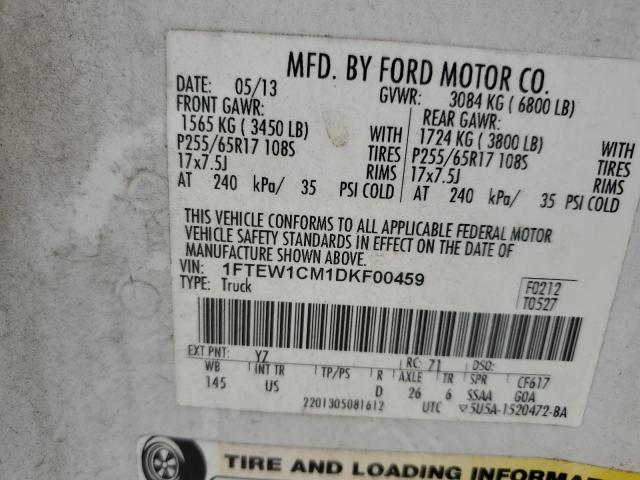 MFD. BY FORD MOTOR CO.
DATE: 05/13 GVWR: 3084 KG ( 6800 LB)
FRONT GAWR: REAR GAWR:
1565 KG ( 3450 LB) WITH 1724 KG ( 3800 LB) WITH
P255/65R17 108S TIRES P255/65R17 108S TIRES
17x7.5J RIMS 17x7.5J RIMS
AT 240 kPa/ 35 PSI COLD AT 240 kPa/ 35 PSI COLD
THIS VEHICLE CONFORMS TO ALL APPLICABLE FEDERAL MOTOR
VEHICLE SAFETY STANDARDS IN EFFECT ON THE DATE OF
MANUFACTURE SHOWN ABOVE.
VIN: 1FTEW1CM1DKF00459
TYPE: Truck
F0212
T0527
EXT PNT: YZ RC: 71 DSO:
WB INT TR TP/PS R AXLE TR SPR CF617
145 US D 26 6 SSAA GOA
2201305081612 UTC ▽5U5A-1520472-BA
TIRE AND LOADING INFORMA